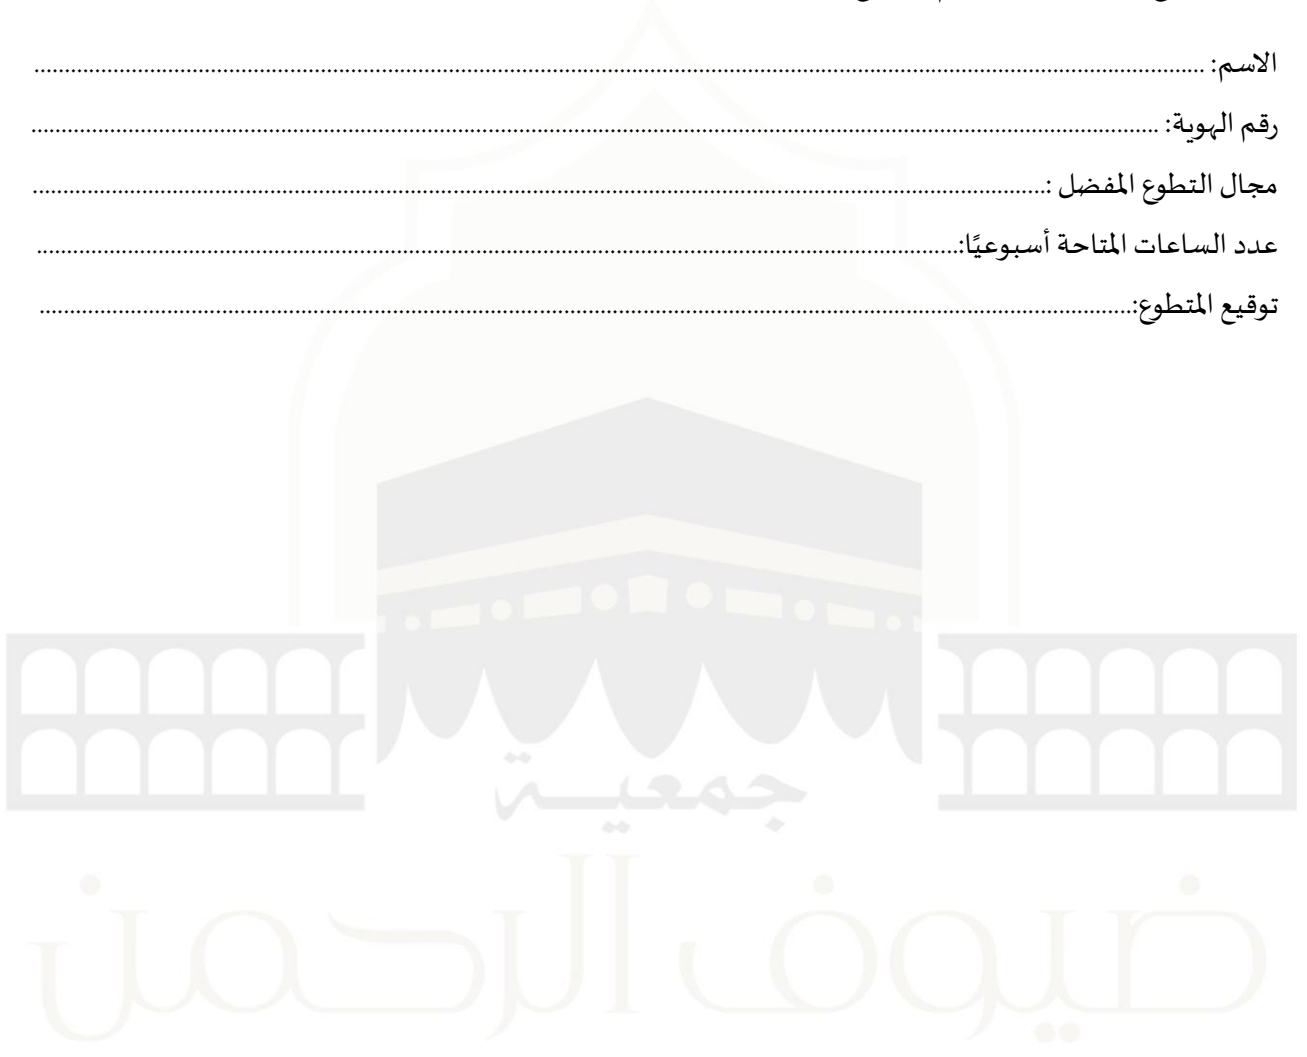 الاسم: ........................................................................
رقم الهوية: ........................................................................
مجال التطوع المفضل :........................................................................
عدد الساعات المتاحة أسبوعيًا:........................................................................
توقيع المتطوع:........................................................................
جمعية
ضيوف الرحمن